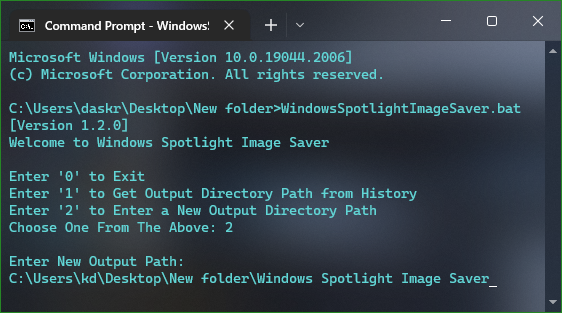 Command Prompt - Windows
Microsoft Windows [Version 10.0.19044.2006]
(c) Microsoft Corporation. All rights reserved.
C:\Users\daskr\Desktop\New folder>WindowsSpotlightImageSaver.bat
[Version 1.2.0]
Welcome to Windows Spotlight Image Saver
Enter '0' to Exit
Enter '1' to Get Output Directory Path from History
Enter '2' to Enter a New Output Directory Path
Choose One From The Above: 2
Enter New Output Path:
C:\Users\kd\Desktop\New folder\Windows Spotlight Image Saver_